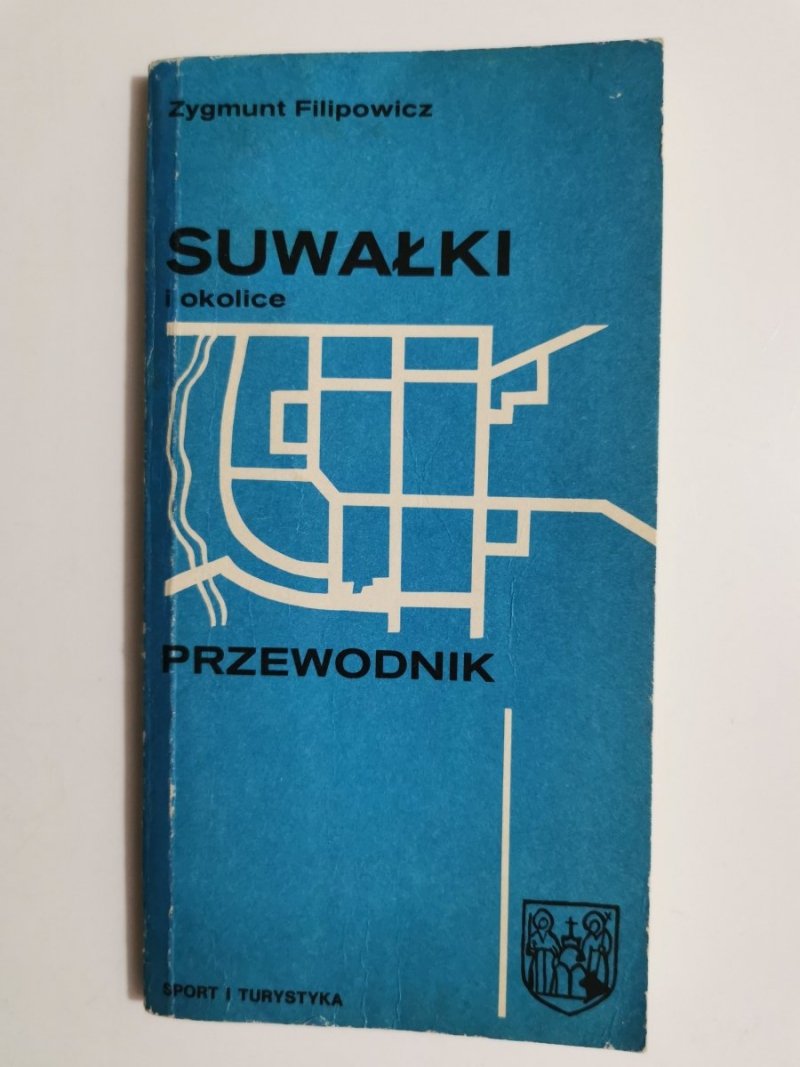 Zygmunt Filipowicz
SUWAŁKI
i okolice
PRZEWODNIK
SPORT I TURYSTYKA